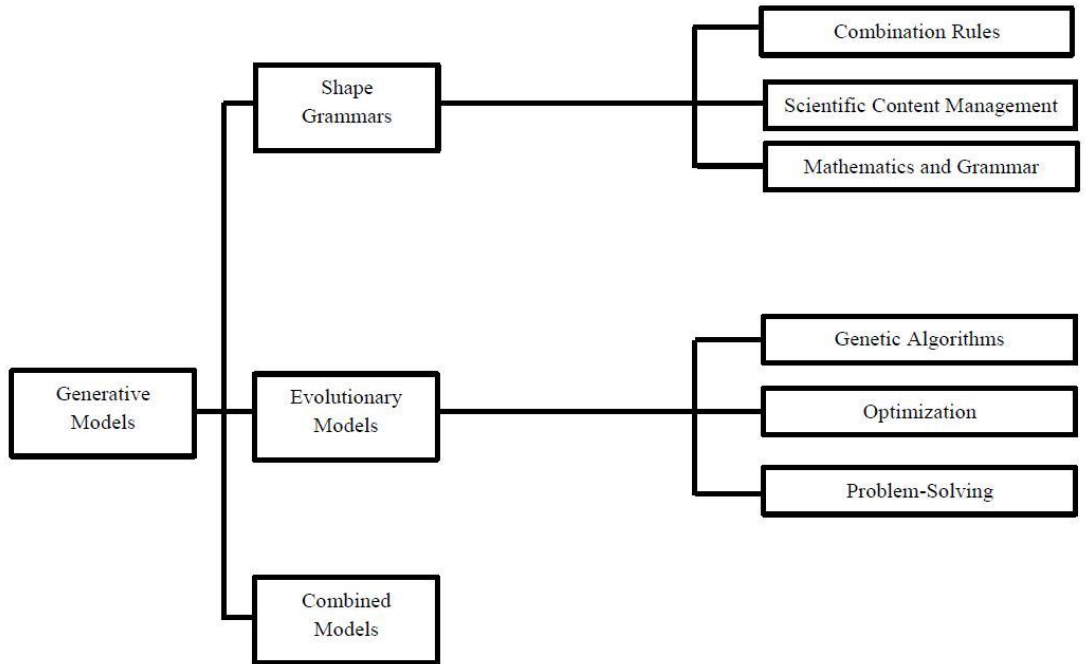 Combination Rules
Shape
Grammars
Scientific Content Management
Mathematics and Grammar
Genetic Algorithms
Generative
Models
Evolutionary
Models
Optimization
Problem-Solving
Combined
Models